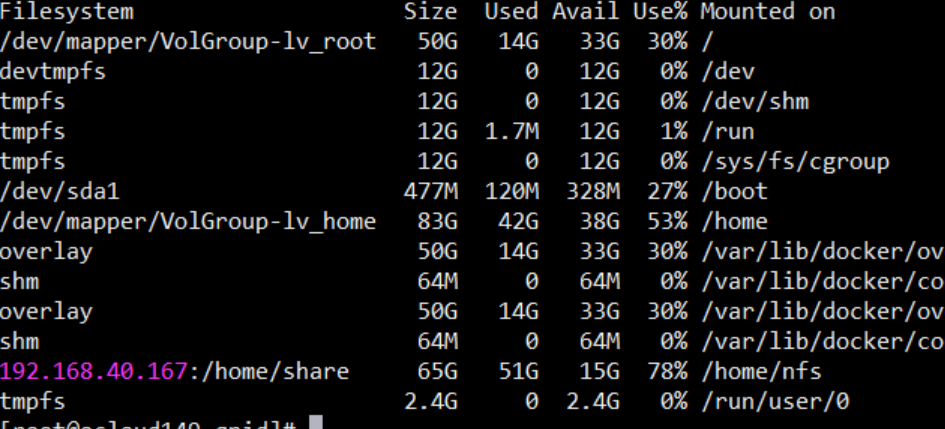 Filesystem Size Used Avail Use% Mounted on
/dev/mapper/VolGroup-lv_root 50G 14G 33G 30% /
devtmpfs 12G 0 12G 0% /dev
tmpfs 12G 0 12G 0% /dev/shm
tmpfs 12G 1.7M 12G 1% /run
tmpfs 12G 0 12G 0% /sys/fs/cgroup
/dev/sda1 477M 120M 328M 27% /boot
/dev/mapper/VolGroup-lv_home 83G 42G 38G 53% /home
overlay 50G 14G 33G 30% /var/lib/docker/ov
shm 64M 0 64M 0% /var/lib/docker/co
overlay 50G 14G 33G 30% /var/lib/docker/ov
shm 64M 0 64M 0% /var/lib/docker/co
192.168.40.167:/home/share 65G 51G 15G 78% /home/nfs
tmpfs 2.4G 0 2.4G 0% /run/user/0